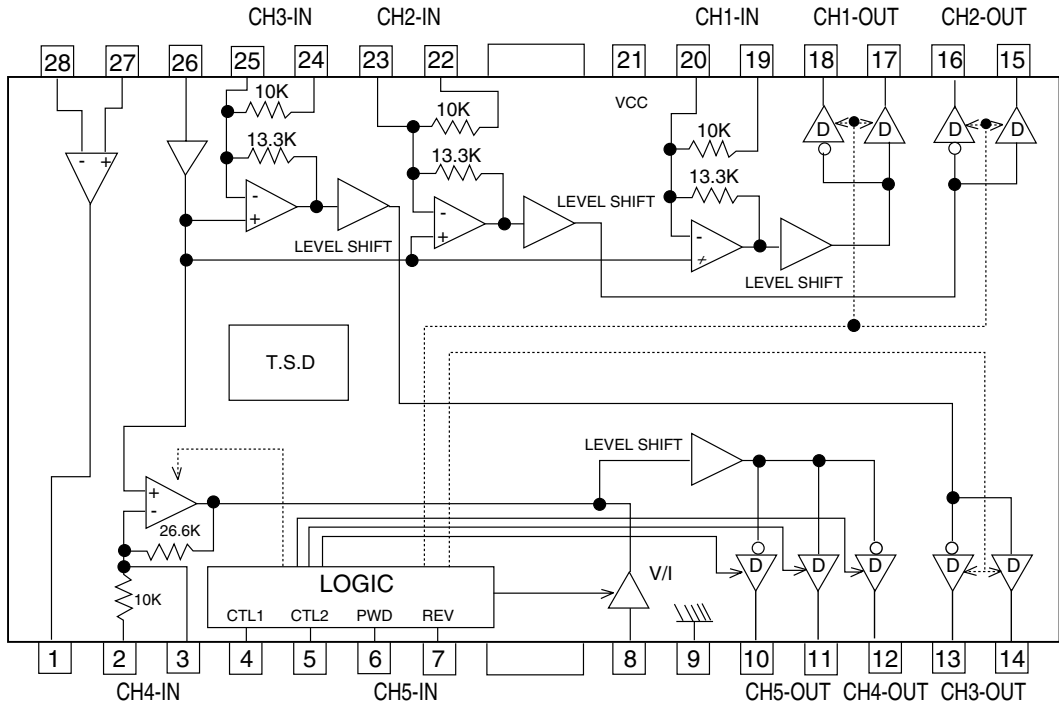 CH3-IN CH2-IN CH1-IN CH1-OUT CH2-OUT
28 27 26 25 24 23 22 21 20 19 18 17 16 15
VCC
10K 10K 10K
D D D D
13.3K 13.3K 13.3K
- +
- + - + - +
LEVEL SHIFT LEVEL SHIFT LEVEL SHIFT
T.S.D
LEVEL SHIFT
+
-
26.6K
10K
LOGIC
V/I
D D D D D
CTL1 CTL2 PWD REV
1 2 3 4 5 6 7 8 9 10 11 12 13 14
CH4-IN CH5-IN CH5-OUT CH4-OUT CH3-OUT